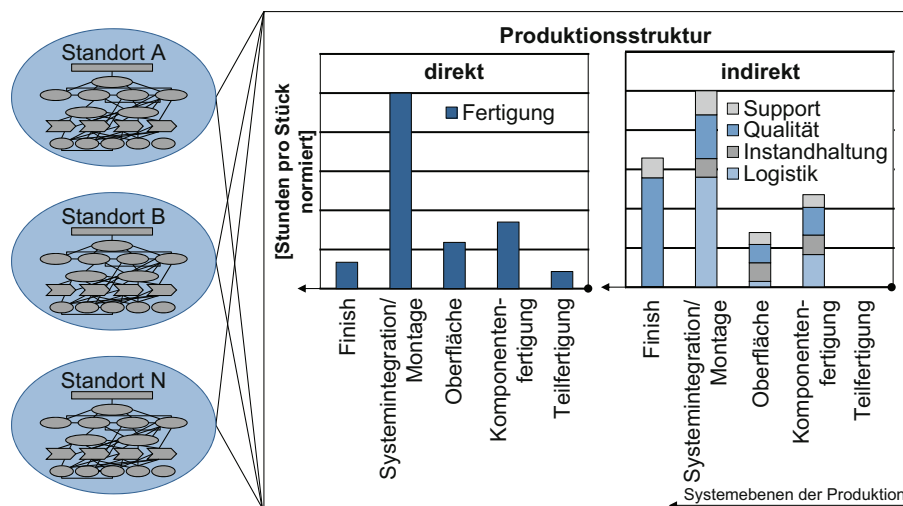 Standort A
Standort B
Standort N
Produktionsstruktur
direkt
[Stunden pro Stück
normiert]
Fertigung
Finish
Systemintegration/
Montage
Oberfläche
Komponenten-
fertigung
Teilfertigung
indirekt
Support
Qualität
Instandhaltung
Logistik
Finish
Systemintegration/
Montage
Oberfläche
Komponenten-
fertigung
Teilfertigung
Systemebenen der Produktion